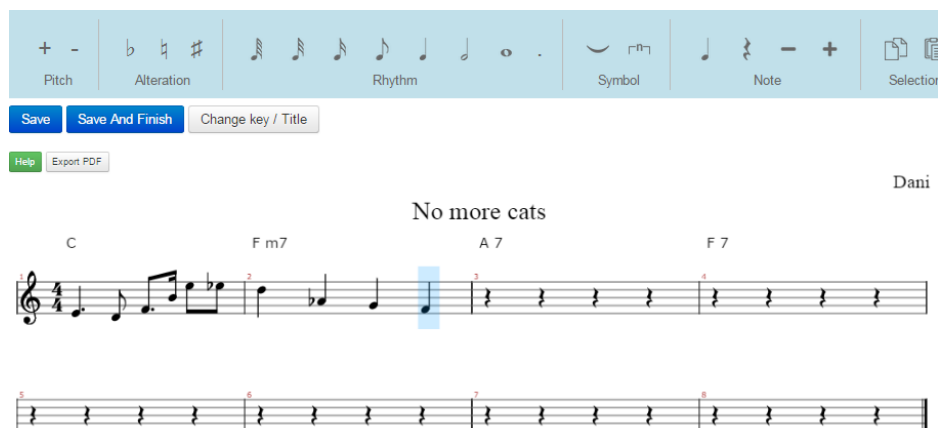 Pitch Alteration Rhythm Symbol Note Selection
Save Save And Finish Change key / Title
Help Export PDF
Dani
No more cats
C F m7 A 7 F 7
1 2 3 4
5 6 7 8